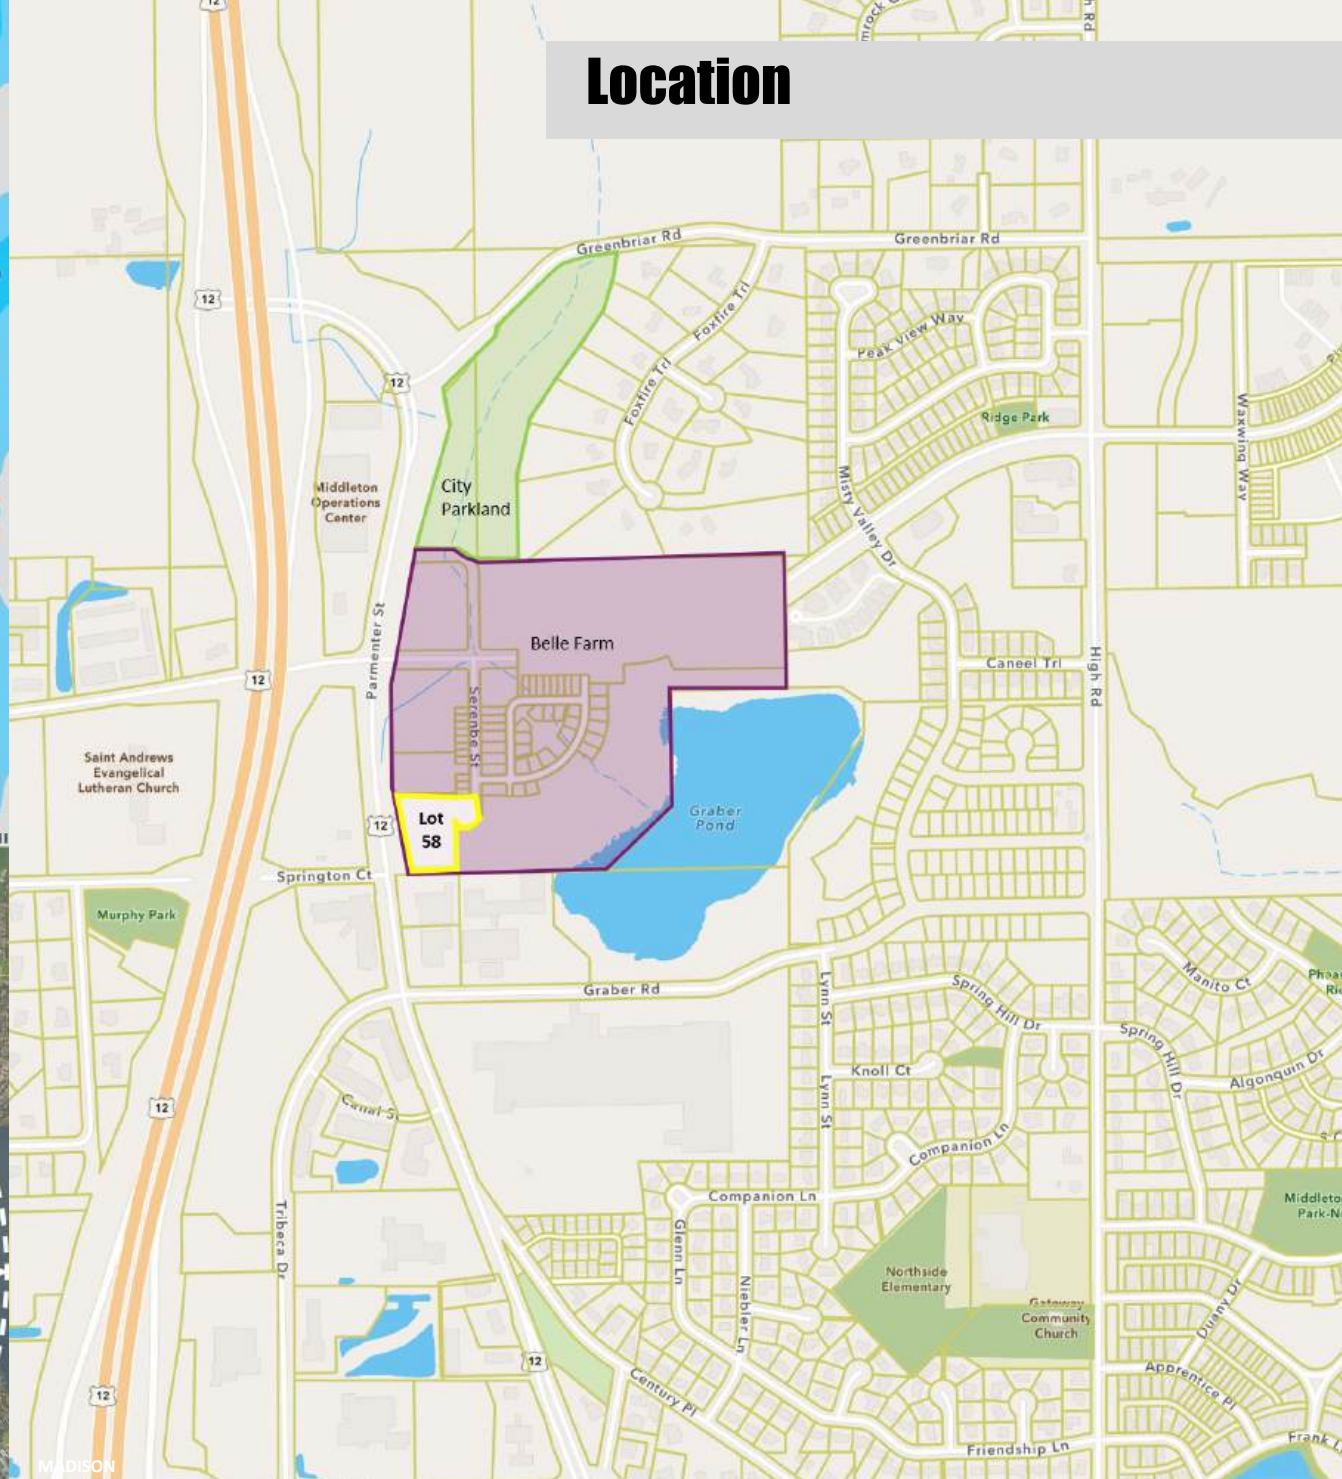 12
h Rd
Location
Greenbriar Rd
Greenbriar Rd
12
Foxfire Trl
Peak View Way
12
Foxfire Trl
Ridge Park
Waxwing Way
Middleton
Operations
Center
City
Parkland
Misty Valley Dr
Parmenter St
Belle Farm
Caneel Trl
High Rd
12
Serenbe St
Saint Andrews
Evangelical
Lutheran Church
Lot
58
12
Graber
Pond
Springton Ct
Murphy Park
Graber Rd
Lynn St
Spring Hill Dr
Manito Ct
Spring Hill Dr
Knoll Ct
Algonquin Dr
12
Canal St
Lynn St
Companion Ln
Companion Ln
Tribeca Dr
Glenn Ln
Niebler Ln
Northside
Elementary
Gateway
Community
Church
Duany Dr
12
12
Century Pl
Apprentice Pl
Friendship Ln
Frank L
MADISON